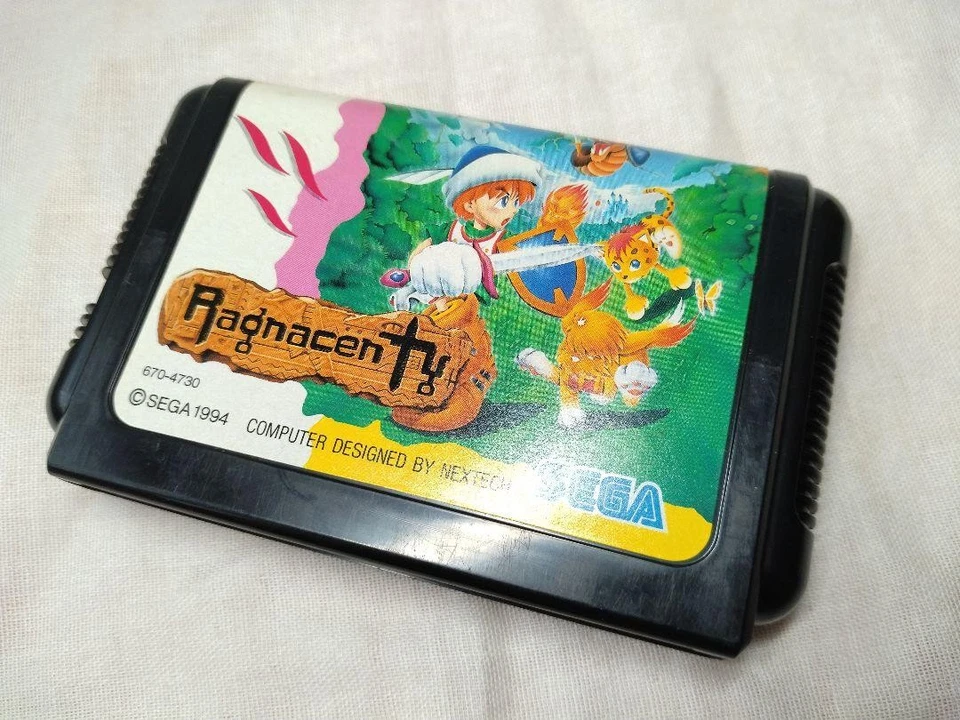 RagnacenTy
670-4730
©SEGA 1994 COMPUTER DESIGNED BY NEXTECH
SEGA